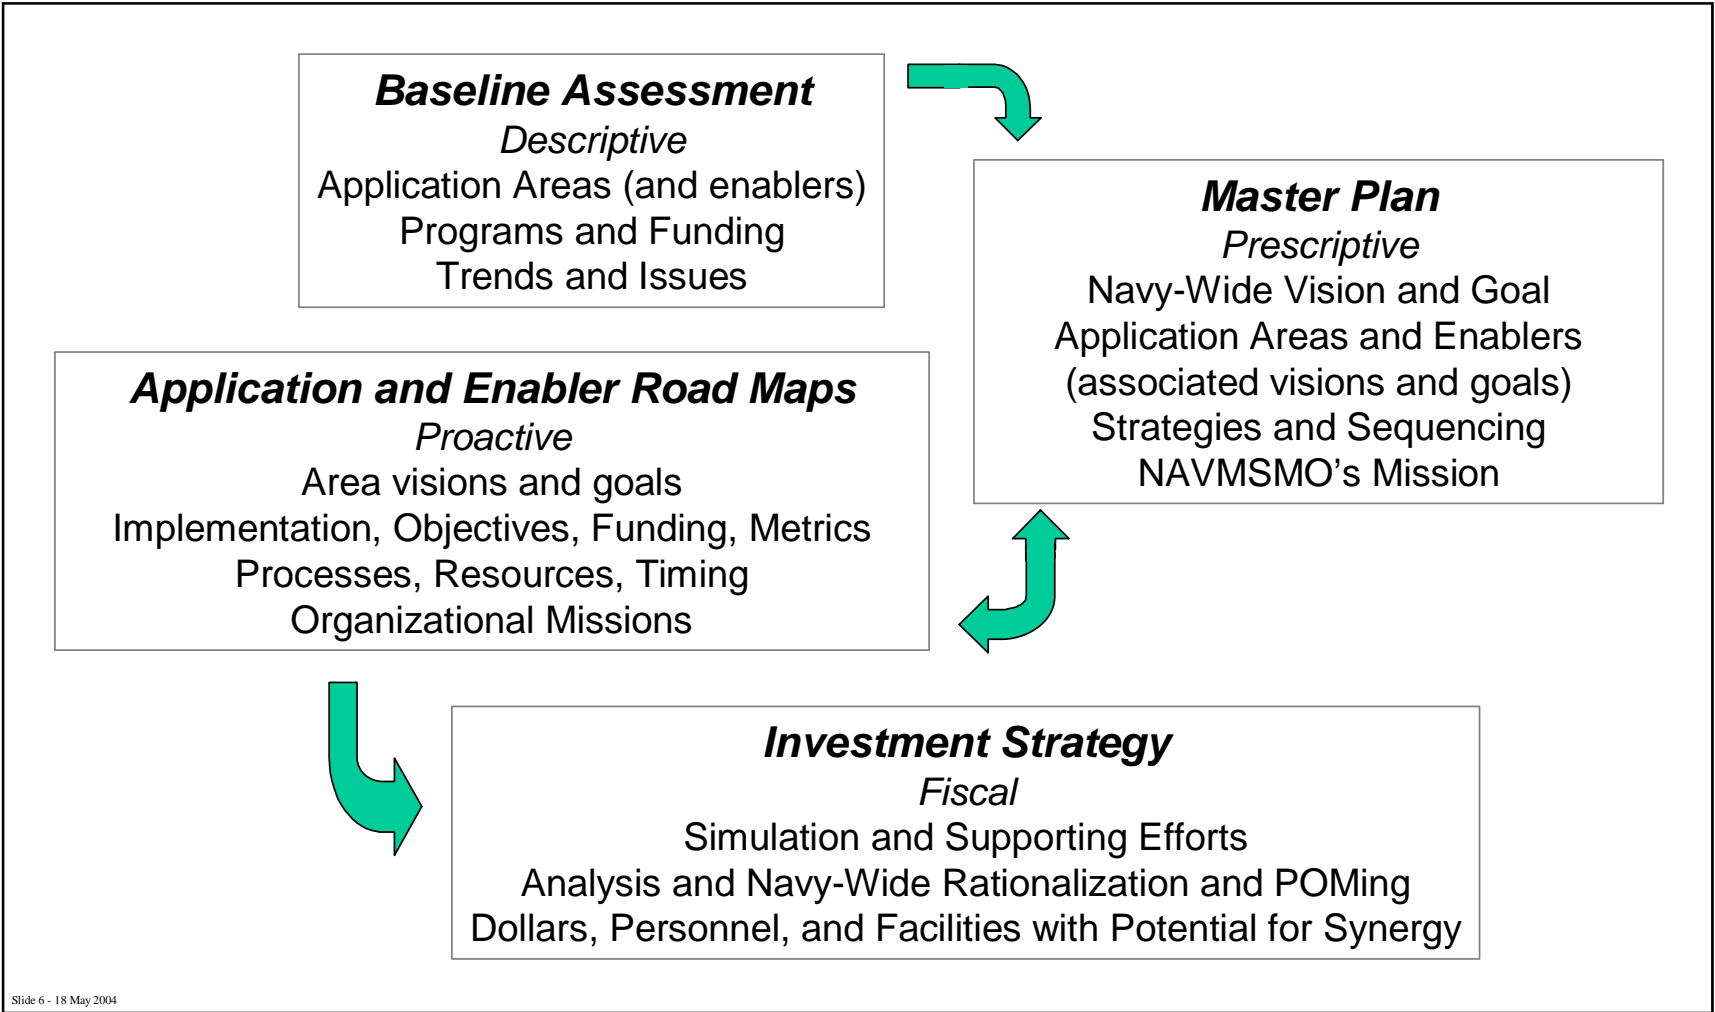 Baseline Assessment
Descriptive
Application Areas (and enablers)
Programs and Funding
Trends and Issues
Master Plan
Prescriptive
Navy-Wide Vision and Goal
Application Areas and Enablers
(associated visions and goals)
Strategies and Sequencing
NAVMSMO’s Mission
Application and Enabler Road Maps
Proactive
Area visions and goals
Implementation, Objectives, Funding, Metrics
Processes, Resources, Timing
Organizational Missions
Investment Strategy
Fiscal
Simulation and Supporting Efforts
Analysis and Navy-Wide Rationalization and POMing
Dollars, Personnel, and Facilities with Potential for Synergy
Slide 6 - 18 May 2004